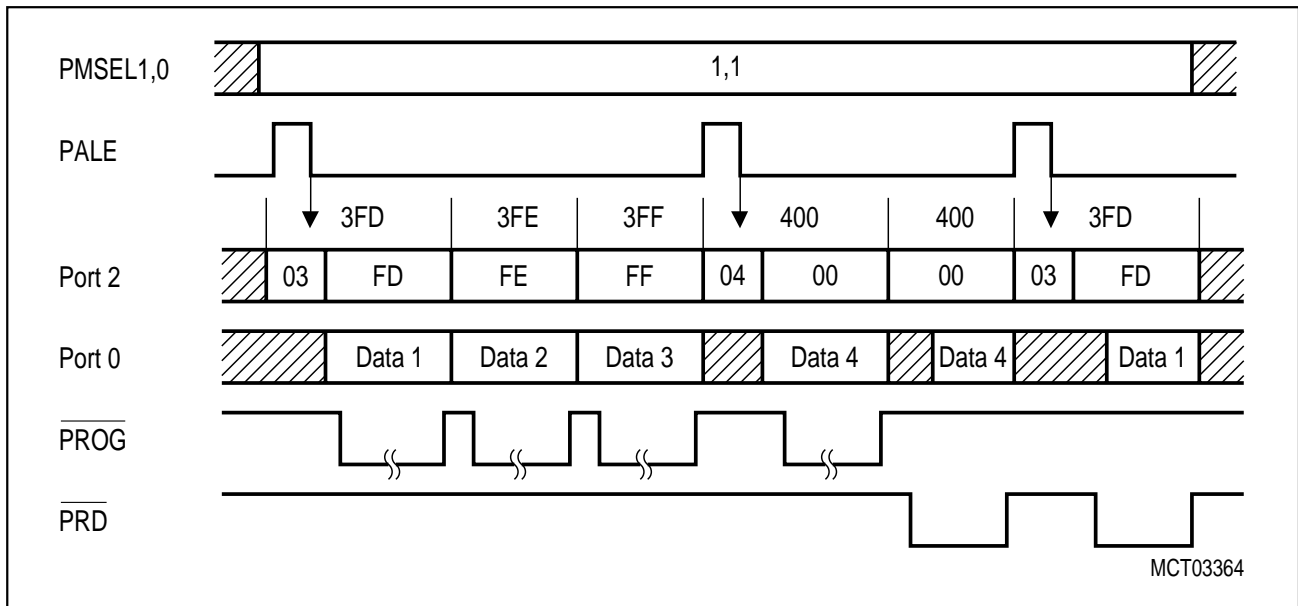 PMSEL1,0 1,1
PALE
3FD 3FE 3FF 400 400 3FD
Port 2 03 FD FE FF 04 00 00 03 FD
Port 0 Data 1 Data 2 Data 3 Data 4 Data 4 Data 1
PROG
PRD
MCT03364